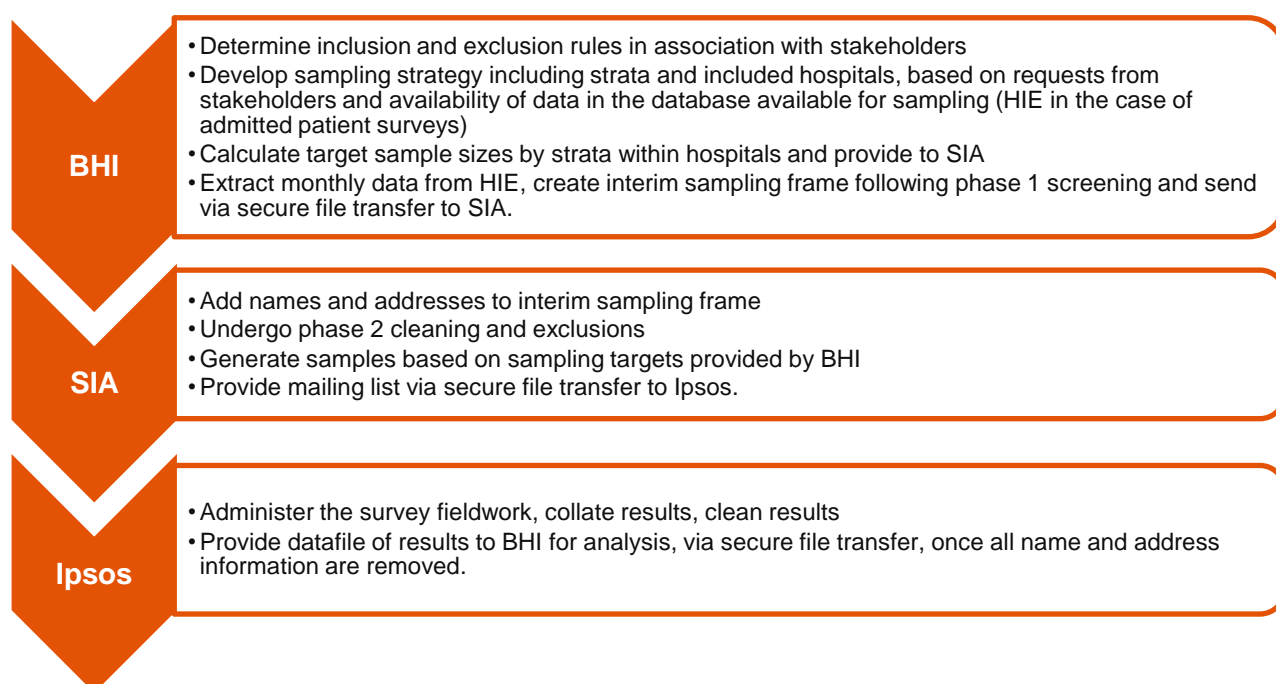 BHI
• Determine inclusion and exclusion rules in association with stakeholders
• Develop sampling strategy including strata and included hospitals, based on requests from
stakeholders and availability of data in the database available for sampling (HIE in the case of
admitted patient surveys)
• Calculate target sample sizes by strata within hospitals and provide to SIA
• Extract monthly data from HIE, create interim sampling frame following phase 1 screening and send
via secure file transfer to SIA.
SIA
• Add names and addresses to interim sampling frame
• Undergo phase 2 cleaning and exclusions
• Generate samples based on sampling targets provided by BHI
• Provide mailing list via secure file transfer to Ipsos.
Ipsos
• Administer the survey fieldwork, collate results, clean results
• Provide datafile of results to BHI for analysis, via secure file transfer, once all name and address
information are removed.